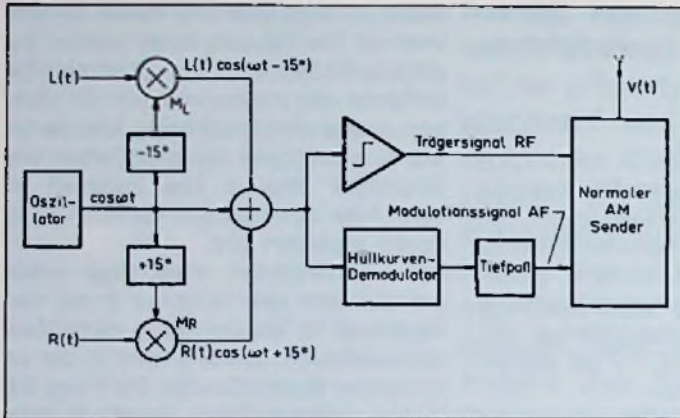 L(t)
L(t) cos(ωt-15°)
M_L
-15°
V(t)
Trägersignal RF
Oszil-
lator
cosωt
Normaler
AM
Sender
Modulationssignal AF
+15°
Hüllkurven-
Demodulator
Tiefpaß
M_R
R(t)
R(t) cos(ωt+15°)